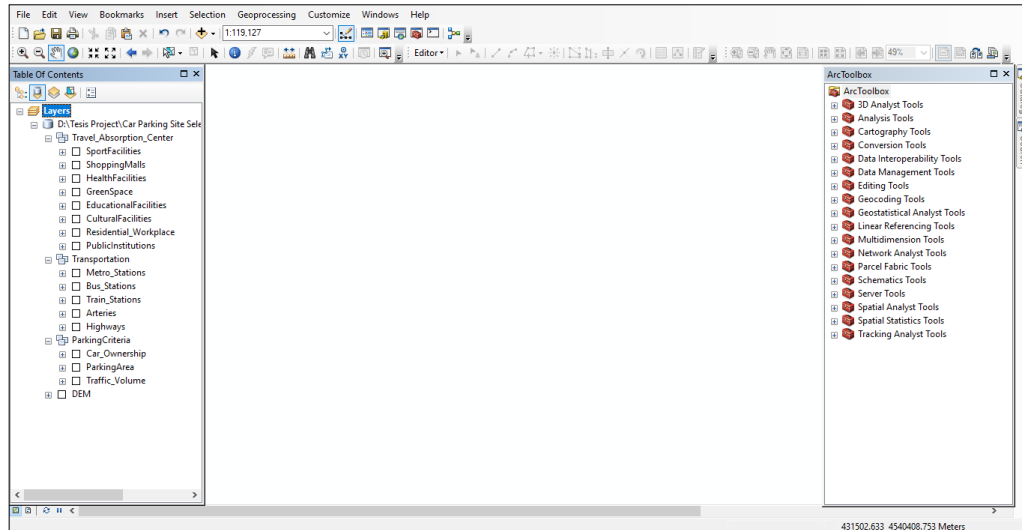 File Edit View Bookmarks Insert Selection Geoprocessing Customize Windows Help
1:119,127
Editor
49%
Table Of Contents
Layers
D:\Tesis Project\Car Parking Site Sele
Travel_Absorption_Center
SportFacilities
ShoppingMalls
HealthFacilities
GreenSpace
EducationalFacilities
CulturalFacilities
Residential_Workplace
PublicInstitutions
Transportation
Metro_Stations
Bus_Stations
Train_Stations
Arteries
Highways
ParkingCriteria
Car_Ownership
ParkingArea
Traffic_Volume
DEM
ArcToolbox
ArcToolbox
3D Analyst Tools
Analysis Tools
Cartography Tools
Conversion Tools
Data Interoperability Tools
Data Management Tools
Editing Tools
Geocoding Tools
Geostatistical Analyst Tools
Linear Referencing Tools
Multidimension Tools
Network Analyst Tools
Parcel Fabric Tools
Schematics Tools
Server Tools
Spatial Analyst Tools
Spatial Statistics Tools
Tracking Analyst Tools
431502.633 4540408.753 Meters